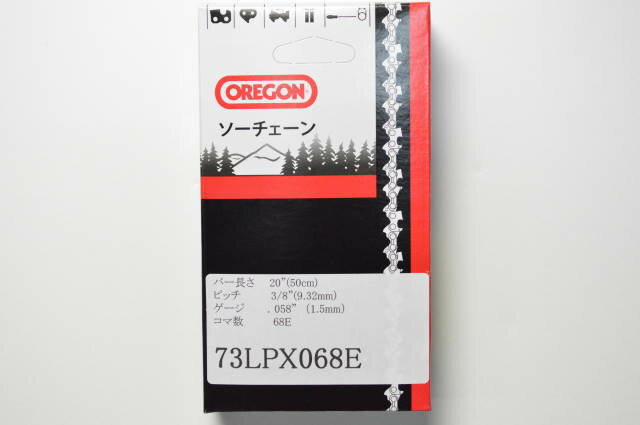 OREGON
ソーチェーン
バー長さ 20”(50cm)
ピッチ 3/8”(9.32mm)
ゲージ .058” (1.5mm)
コマ数 68E
73LPX068E